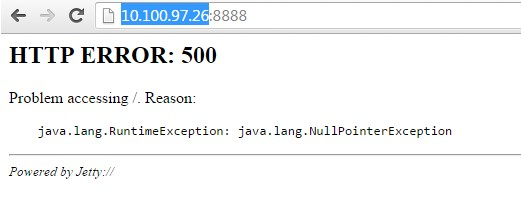 10.100.97.26:8888
HTTP ERROR: 500
Problem accessing /. Reason:
java.lang.RuntimeException: java.lang.NullPointerException
Powered by Jetty://